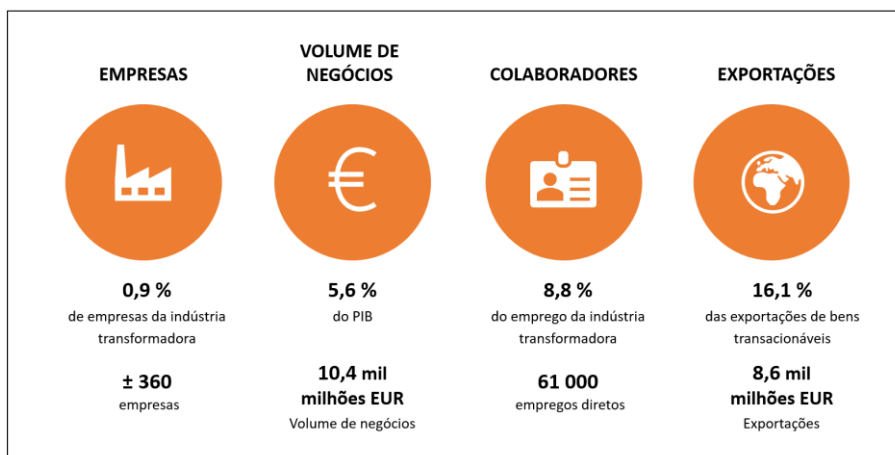 EMPRESAS
0,9 %
de empresas da indústria
transformadora
± 360
empresas
VOLUME DE
NEGÓCIOS
€
5,6 %
do PIB
10,4 mil
milhões EUR
Volume de negócios
COLABORADORES
8,8 %
do emprego da indústria
transformadora
61 000
empregos diretos
EXPORTAÇÕES
16,1 %
das exportações de bens
transacionáveis
8,6 mil
milhões EUR
Exportações